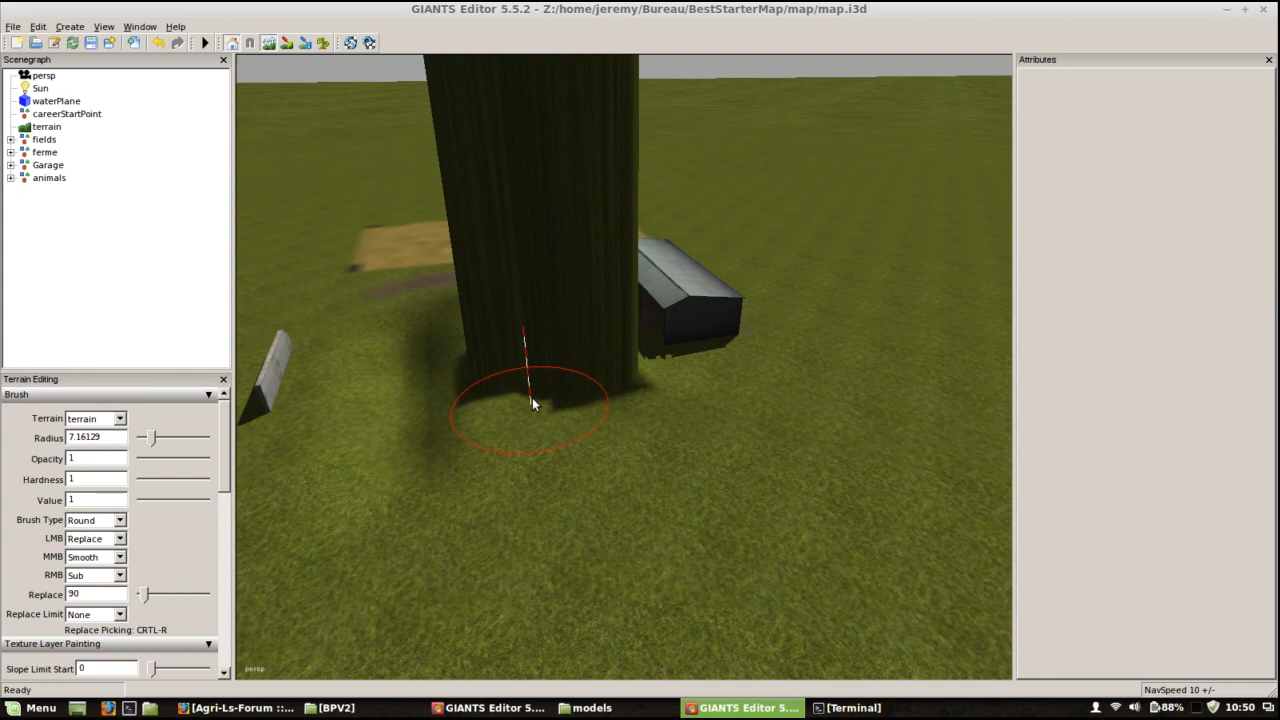 GIANTS Editor 5.5.2 - Z:/home/jeremy/Bureau/BestStarterMap/map/map.i3d
File Edit Create View Window Help
Scenegraph
persp
Sun
waterPlane
careerStartPoint
terrain
fields
ferme
Garage
animals
Terrain Editing
Brush
Terrain terrain
Radius 7.16129
Opacity 1
Hardness 1
Value 1
Brush Type Round
LMB Replace
MMB Smooth
RMB Sub
Replace 90
Replace Limit None
Replace Picking: CRTL-R
Texture Layer Painting
Slope Limit Start 0
persp
Attributes
Ready
NavSpeed 10 +/-
Menu
[Agri-Ls-Forum ::...
[BPV2]
GIANTS Editor 5....
models
GIANTS Editor 5....
[Terminal]
88%
10:50